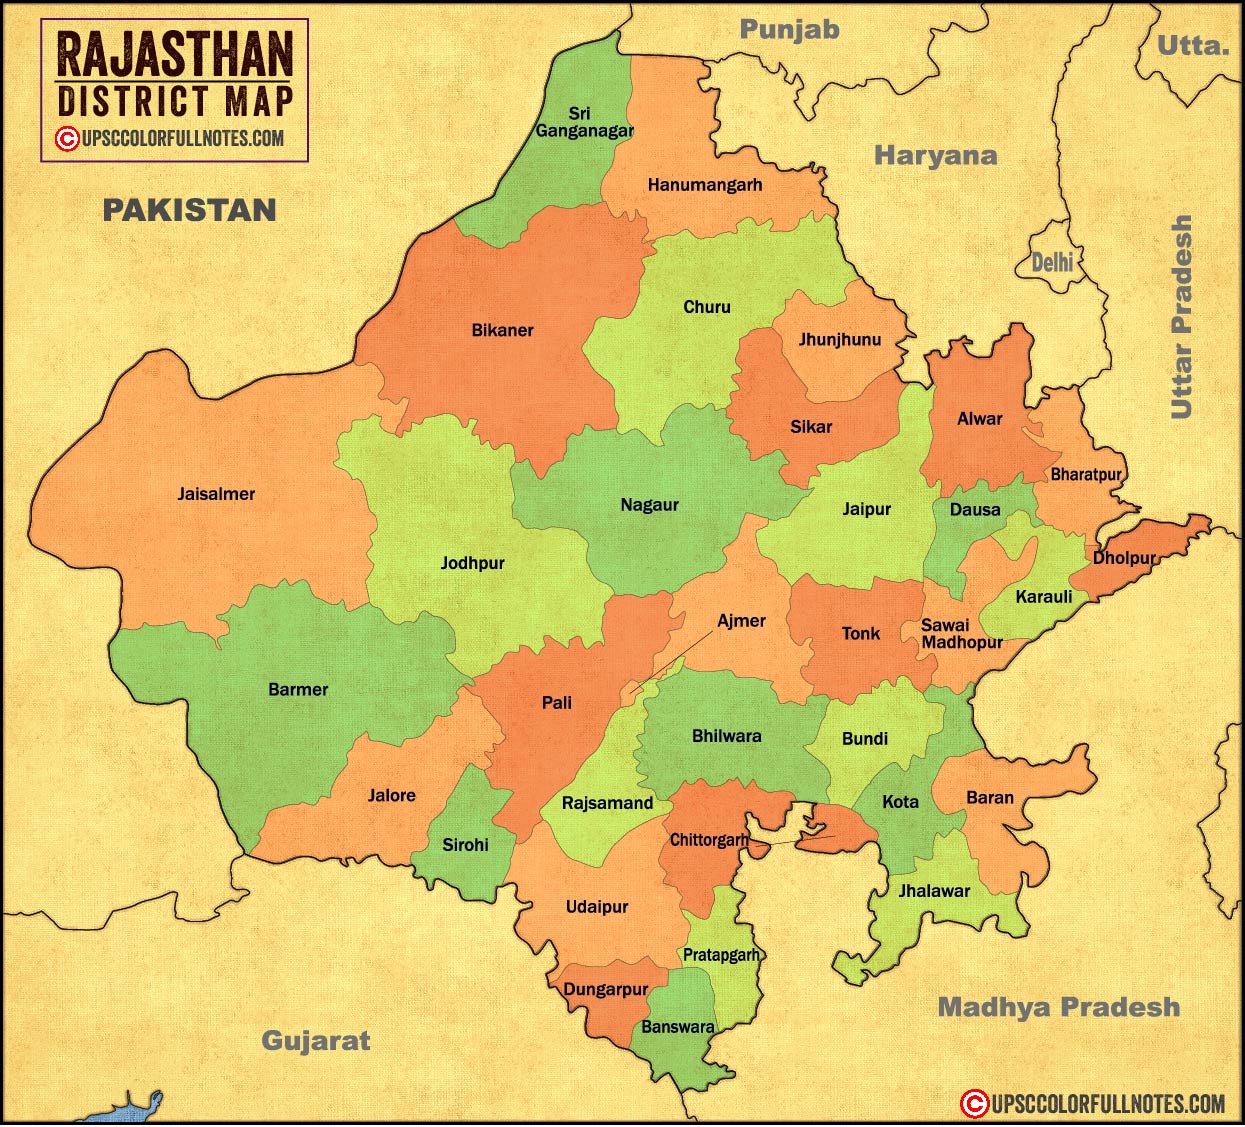 RAJASTHAN
DISTRICT MAP
© UPSCCOLORFULLNOTES.COM
Punjab
Utta.
Haryana
PAKISTAN
Delhi
Uttar Pradesh
Sri
Ganganagar
Hanumangarh
Bikaner
Churu
Jhunjhunu
Sikar
Alwar
Bharatpur
Jaisalmer
Nagaur
Jaipur
Dausa
Jodhpur
Dholpur
Karauli
Ajmer
Tonk
Sawai
Madhopur
Barmer
Pali
Bhilwara
Bundi
Jalore
Rajsamand
Kota
Baran
Sirohi
Chittorgarh
Jhalawar
Udaipur
Pratapgarh
Dungarpur
Banswara
Madhya Pradesh
Gujarat
© UPSCCOLORFULLNOTES.COM